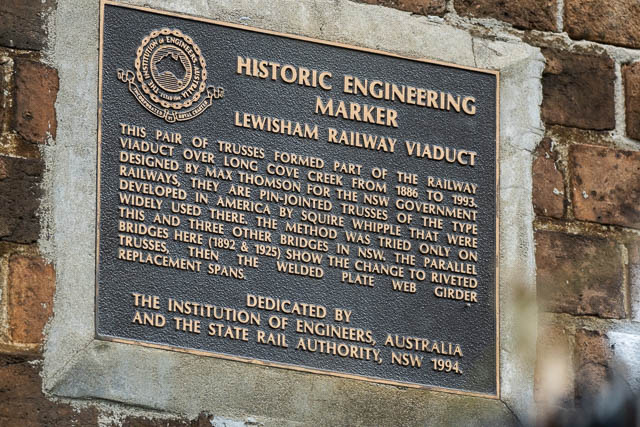 THE INSTITUTION OF ENGINEERS AUSTRALIA
HISTORIC ENGINEERING
MARKER
LEWISHAM RAILWAY VIADUCT
THIS PAIR OF TRUSSES FORMED PART OF THE RAILWAY
VIADUCT OVER LONG COVE CREEK FROM 1886 TO 1993.
DESIGNED BY MAX THOMSON FOR THE NSW GOVERNMENT
RAILWAYS, THEY ARE PIN-JOINTED TRUSSES OF THE TYPE
DEVELOPED IN AMERICA BY SQUIRE WHIPPLE THAT WERE
WIDELY USED THERE. THE METHOD WAS TRIED ONLY ON
THIS AND THREE OTHER BRIDGES IN NSW. THE PARALLEL
BRIDGES HERE (1892 & 1925) SHOW THE CHANGE TO RIVETED
TRUSSES, THEN THE WELDED PLATE WEB GIRDER
REPLACEMENT SPANS.
DEDICATED BY
THE INSTITUTION OF ENGINEERS, AUSTRALIA
AND THE STATE RAIL AUTHORITY, NSW 1994.